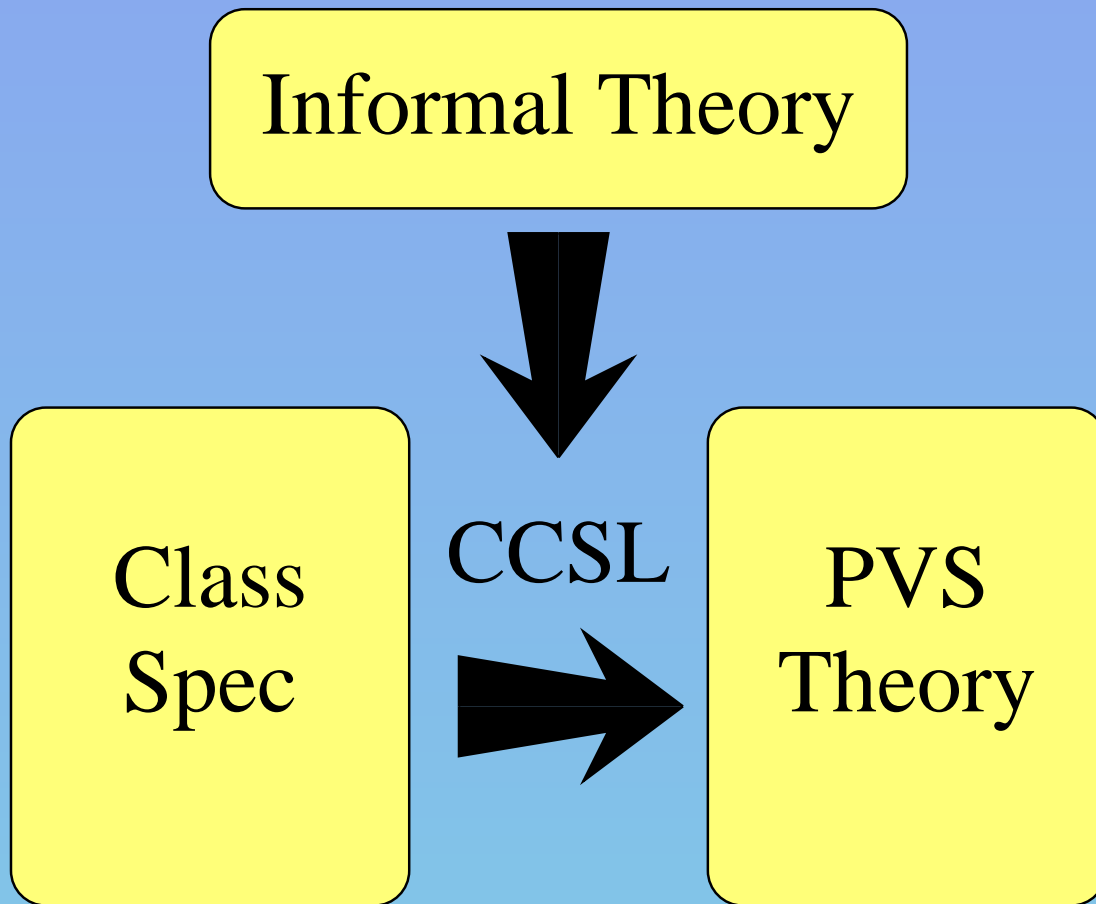 Informal Theory
CCSL
Class
Spec
PVS
Theory